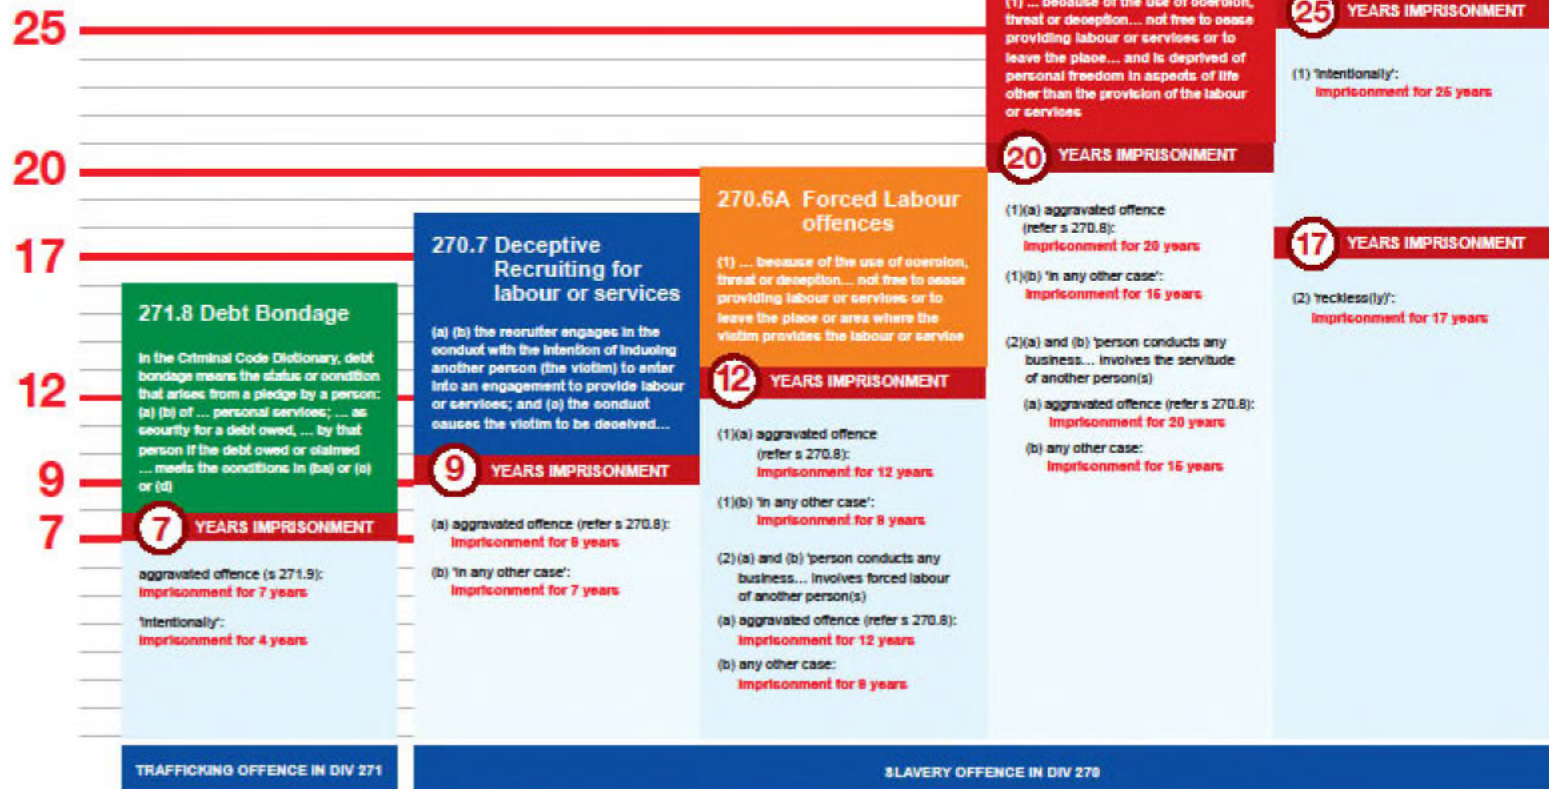 25
20
17
12
9
7
271.8 Debt Bondage
In the Criminal Code Dictionary, debt
bondage means the status or condition
that arises from a pledge by a person:
(a) (b) of ... personal services; ... as
security for a debt owed, ... by that
person if the debt owed or claimed
... meets the conditions in (ba) or (c)
or (d)
7 YEARS IMPRISONMENT
aggravated offence (s 271.9):
Imprisonment for 7 years
'Intentionally':
Imprisonment for 4 years
TRAFFICKING OFFENCE IN DIV 271
270.7 Deceptive
Recruiting for
labour or services
(a) (b) the recruiter engages in the
conduct with the intention of inducing
another person (the victim) to enter
into an engagement to provide labour
or services; and (c) the conduct
causes the victim to be deceived...
9 YEARS IMPRISONMENT
(a) aggravated offence (refer s 270.8):
Imprisonment for 9 years
(b) 'in any other case':
Imprisonment for 7 years
270.6A Forced Labour
offences
(1) ... because of the use of coercion,
threat or deception... not free to cease
providing labour or services or to
leave the place or area where the
victim provides the labour or service
12 YEARS IMPRISONMENT
(1)(a) aggravated offence
(refer s 270.8):
Imprisonment for 12 years
(1)(b) 'in any other case':
Imprisonment for 9 years
(2)(a) and (b) 'person conducts any
business... involves forced labour
of another person(s)
(a) aggravated offence (refer s 270.8):
Imprisonment for 12 years
(b) any other case:
Imprisonment for 9 years
(1) ... because of the use of coercion,
threat or deception... not free to cease
providing labour or services or to
leave the place... and is deprived of
personal freedom in aspects of life
other than the provision of the labour
or services
20 YEARS IMPRISONMENT
(1)(a) aggravated offence
(refer s 270.8):
Imprisonment for 20 years
(1)(b) 'in any other case':
Imprisonment for 15 years
(2)(a) and (b) 'person conducts any
business... involves the servitude
of another person(s)
(a) aggravated offence (refer s 270.8):
Imprisonment for 20 years
(b) any other case:
Imprisonment for 15 years
25 YEARS IMPRISONMENT
(1) 'intentionally':
Imprisonment for 25 years
17 YEARS IMPRISONMENT
(2) 'reckless(ly)':
Imprisonment for 17 years
SLAVERY OFFENCE IN DIV 270